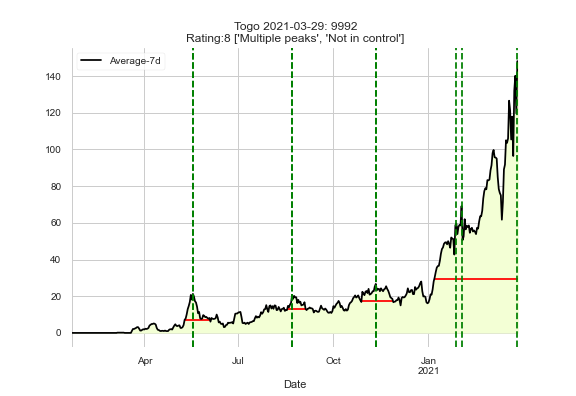 Togo 2021-03-29: 9992
Rating:8 ['Multiple peaks', 'Not in control']
Average-7d
140
120
100
80
60
40
20
0
Apr
Jul
Oct
Jan
2021
Date